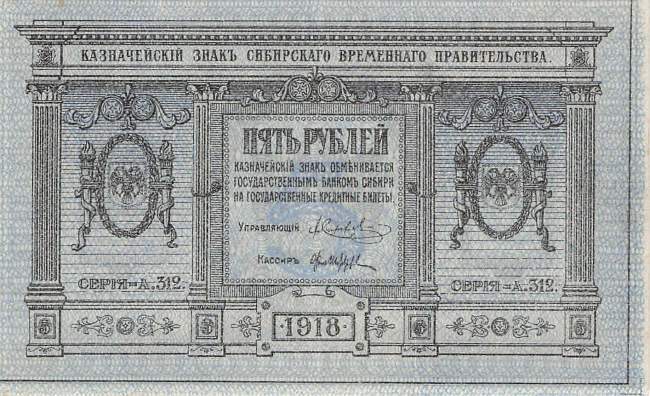 КАЗНАЧЕЙСКІЙ ЗНАКЪ СИБИРСКАГО ВРЕМЕННАГО ПРАВИТЕЛЬСТВА.
ПЯТЬ РУБЛЕЙ
КАЗНАЧЕЙСКІЙ ЗНАКЪ ОБМѢНИВАЕТСЯ
ГОСУДАРСТВЕННЫМЪ БАНКОМЪ СИБИРИ
НА ГОСУДАРСТВЕННЫЕ КРЕДИТНЫЕ БИЛЕТЫ.
УПРАВЛЯЮЩІЙ
КАССИРЪ
СЕРІЯ=А.312.
СЕРІЯ=А.312.
5 5 ·1918· 5 5